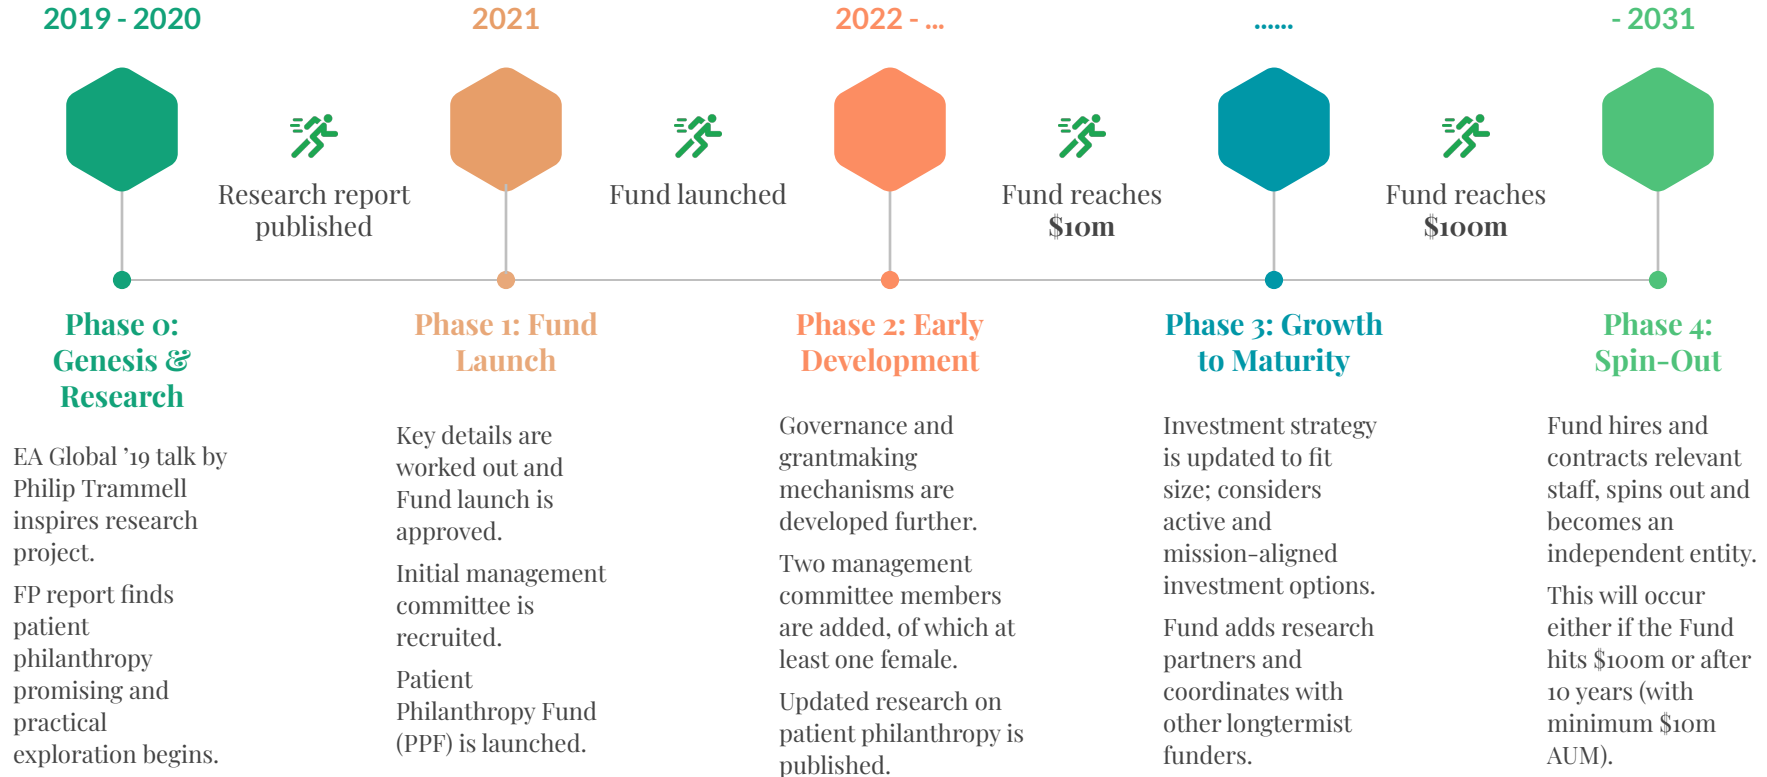 2019 - 2020
2021
2022 - ...
......
- 2031
Research report
published
Fund launched
Fund reaches
$10m
Fund reaches
$100m
Phase 0:
Genesis &
Research
EA Global ’19 talk by
Philip Trammell
inspires research
project.
FP report finds
patient
philanthropy
promising and
practical
exploration begins.
Phase 1: Fund
Launch
Key details are
worked out and
Fund launch is
approved.
Initial management
committee is
recruited.
Patient
Philanthropy Fund
(PPF) is launched.
Phase 2: Early
Development
Governance and
grantmaking
mechanisms are
developed further.
Two management
committee members
are added, of which at
least one female.
Updated research on
patient philanthropy is
published.
Phase 3: Growth
to Maturity
Investment strategy
is updated to fit
size; considers
active and
mission-aligned
investment options.
Fund adds research
partners and
coordinates with
other longtermist
funders.
Phase 4:
Spin-Out
Fund hires and
contracts relevant
staff, spins out and
becomes an
independent entity.
This will occur
either if the Fund
hits $100m or after
10 years (with
minimum $10m
AUM).